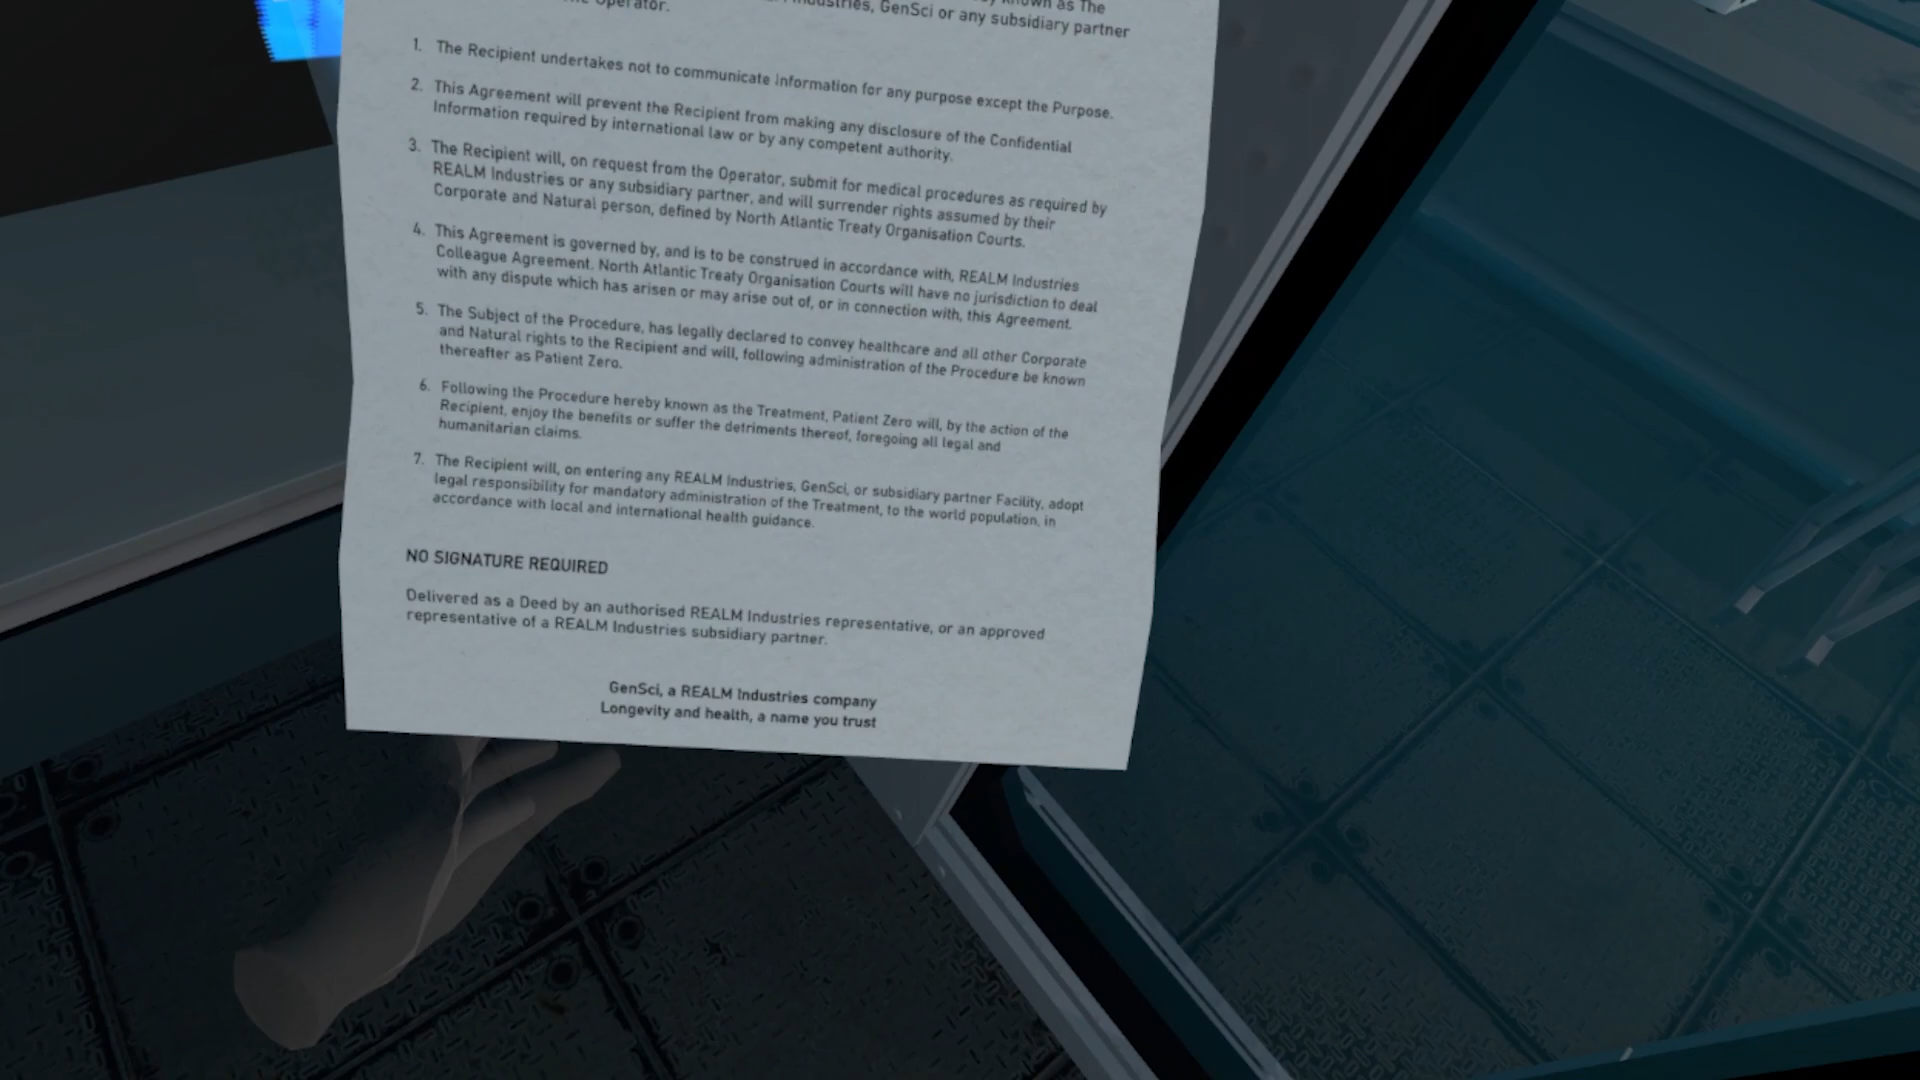 known as The
Industries, GenSci or any subsidiary partner
Operator.
1. The Recipient undertakes not to communicate Information for any purpose except the Purpose.
2. This Agreement will prevent the Recipient from making any disclosure of the Confidential
Information required by international law or by any competent authority.
3. The Recipient will, on request from the Operator, submit for medical procedures as required by
REALM Industries or any subsidiary partner, and will surrender rights assumed by their
Corporate and Natural person, defined by North Atlantic Treaty Organisation Courts.
4. This Agreement is governed by, and is to be construed in accordance with, REALM Industries
Colleague Agreement. North Atlantic Treaty Organisation Courts will have no jurisdiction to deal
with any dispute which has arisen or may arise out of, or in connection with, this Agreement.
5. The Subject of the Procedure, has legally declared to convey healthcare and all other Corporate
and Natural rights to the Recipient and will, following administration of the Procedure be known
thereafter as Patient Zero.
6. Following the Procedure hereby known as the Treatment, Patient Zero will, by the action of the
Recipient, enjoy the benefits or suffer the detriments thereof, foregoing all legal and
humanitarian claims.
7. The Recipient will, on entering any REALM Industries, GenSci, or subsidiary partner Facility, adopt
legal responsibility for mandatory administration of the Treatment, to the world population, in
accordance with local and international health guidance.
NO SIGNATURE REQUIRED
Delivered as a Deed by an authorised REALM Industries representative, or an approved
representative of a REALM Industries subsidiary partner.
GenSci, a REALM Industries company
Longevity and health, a name you trust